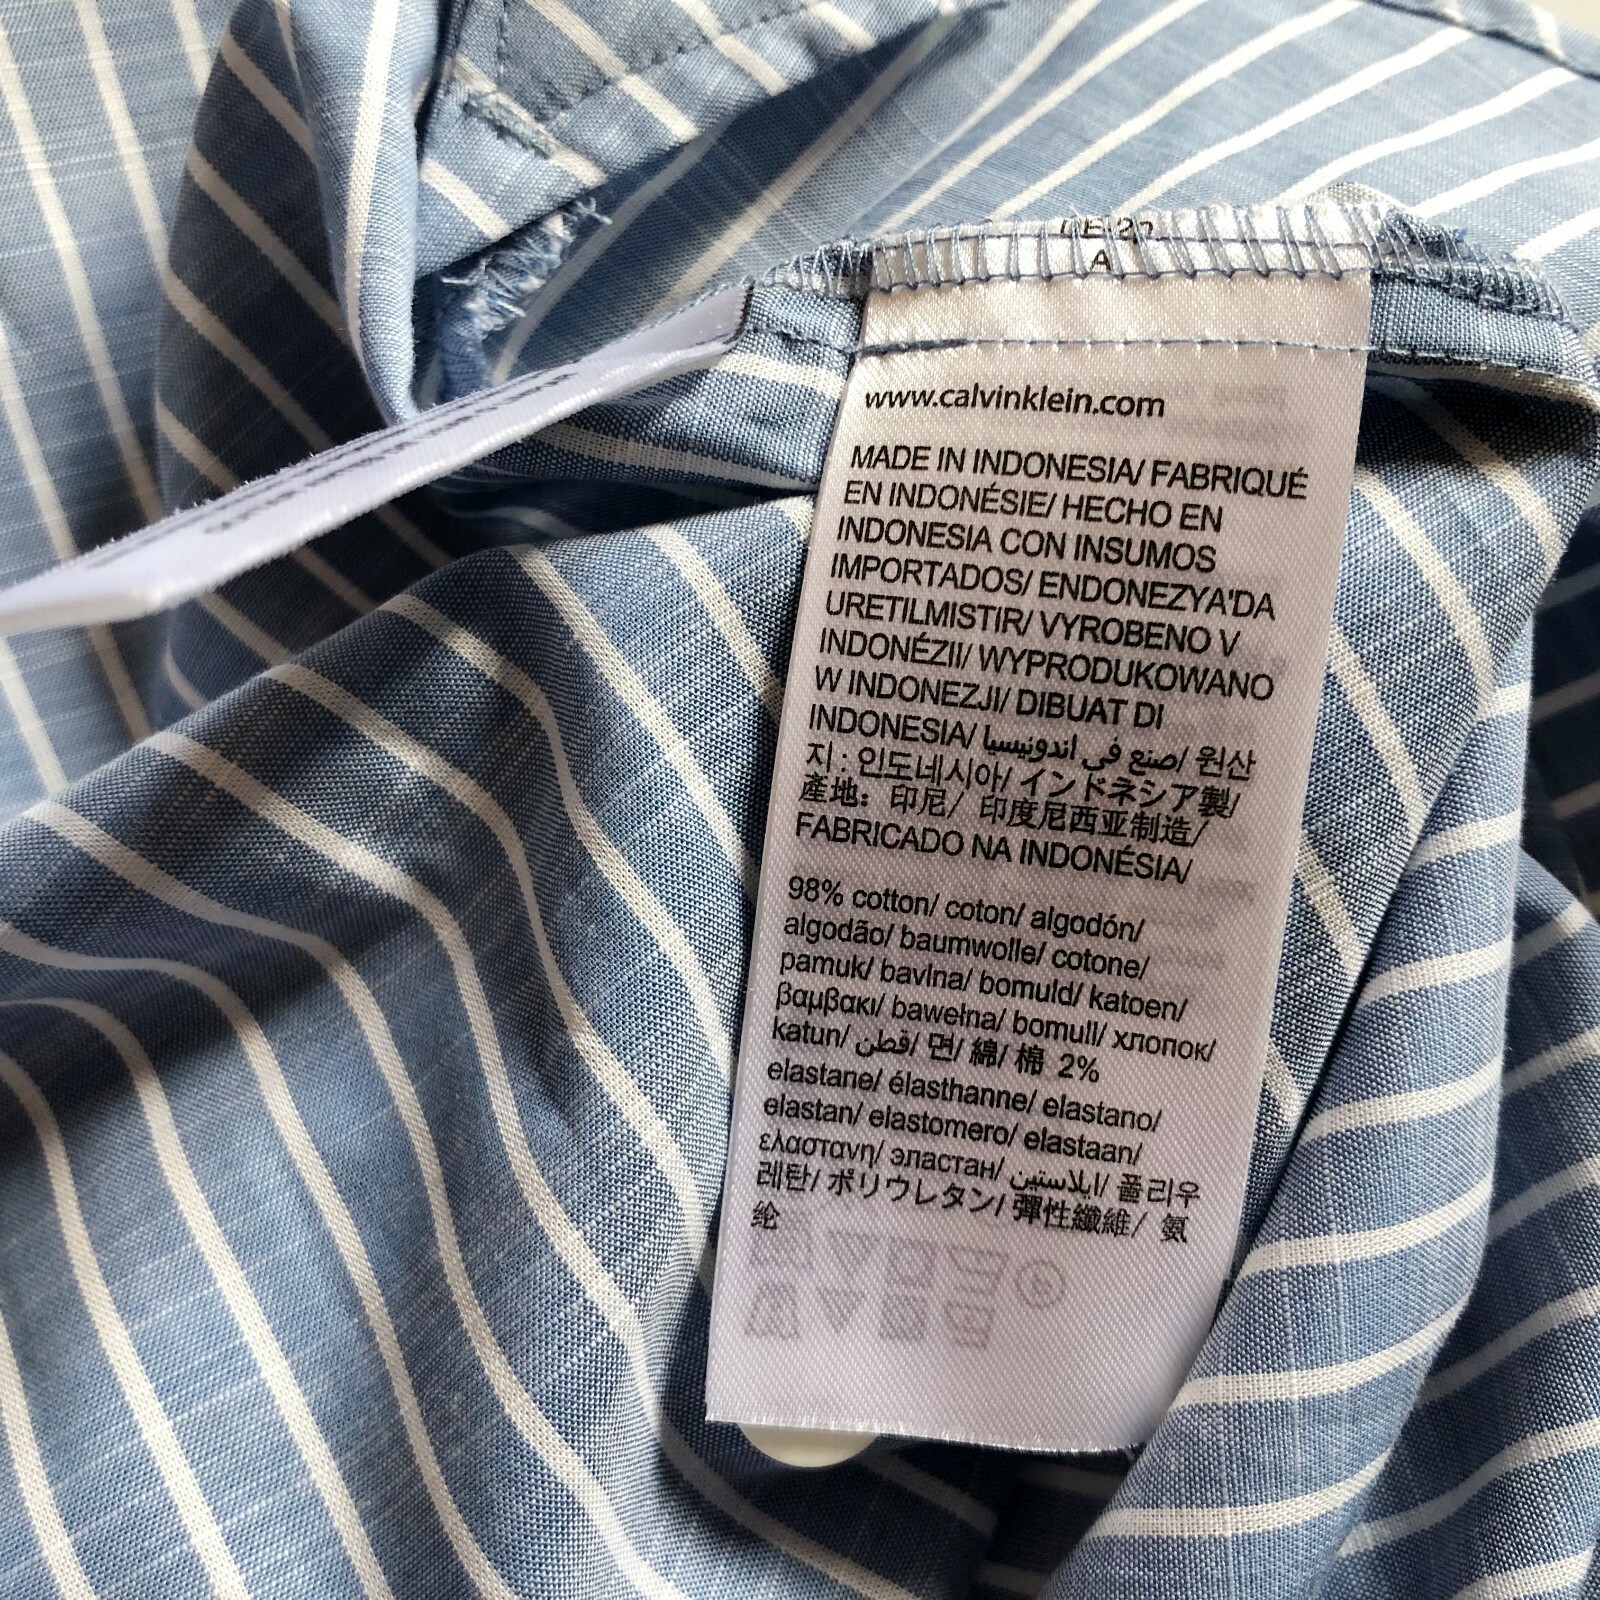 A
www.calvinklein.com
MADE IN INDONESIA/ FABRIQUÉ
EN INDONÉSIE/ HECHO EN
INDONESIA CON INSUMOS
IMPORTADOS/ ENDONEZYA'DA
URETILMISTIR/ VYROBENO V
INDONÉZII/ WYPRODUKOWANO
W INDONEZJI/ DIBUAT DI
INDONESIA/ صنع في اندونيسيا/ 원산
지 : 인도네시아/ インドネシア製/
產地：印尼/ 印度尼西亚制造/
FABRICADO NA INDONÉSIA/
98% cotton/ coton/ algodón/
algodão/ baumwolle/ cotone/
pamuk/ bavlna/ bomuld/ katoen/
βαμβακι/ bawełna/ bomull/ хлопок/
katun/ قطن/ 면/ 綿/ 棉 2%
elastane/ élasthanne/ elastano/
elastan/ elastomero/ elastaan/
ελαστανη/ эластан/ ايلاستين/ 폴리우
레탄/ ポリウレタン/ 彈性纖維/ 氨
纶